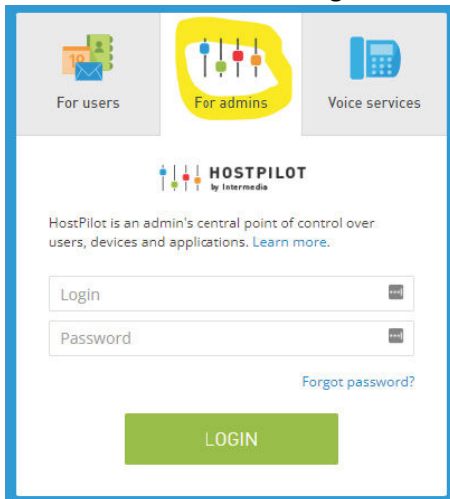 19
For users
For admins
Voice services
HOSTPILOT
by Intermedia
HostPilot is an admin's central point of control over
users, devices and applications. Learn more.
Login
Password
Forgot password?
LOGIN